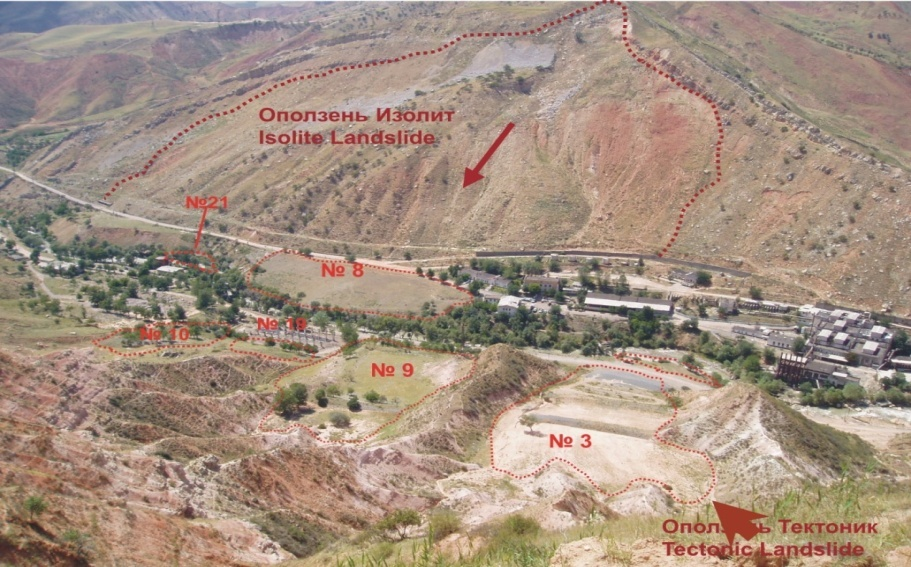 Оползень Изолит
Isolite Landslide
№21
№ 8
№ 10
№ 18
№ 9
№ 3
Оползень Тектоник
Tectonic Landslide